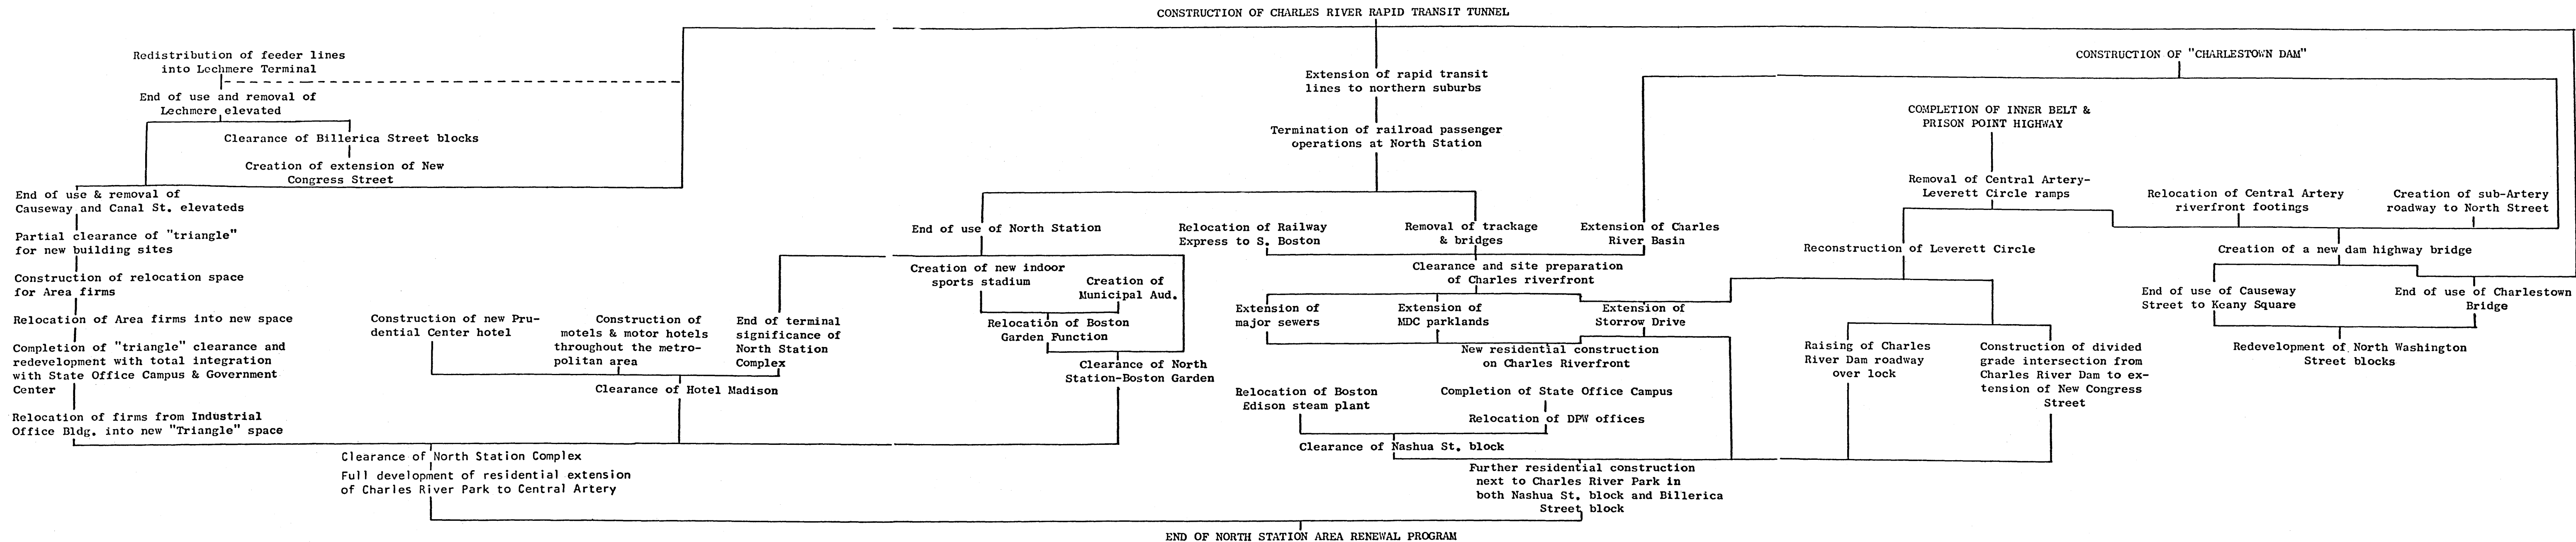 CONSTRUCTION OF CHARLES RIVER RAPID TRANSIT TUNNEL
Redistribution of feeder lines
into Lechmere Terminal
End of use and removal of
Lechmere elevated
Clearance of Billerica Street blocks
Creation of extension of New
Congress Street
End of use & removal of
Causeway and Canal St. elevateds
Partial clearance of "triangle"
for new building sites
Construction of relocation space
for Area firms
Relocation of Area firms into new space
Completion of "triangle" clearance and
redevelopment with total integration
with State Office Campus & Government
Center
Relocation of firms from Industrial
Office Bldg. into new "Triangle" space
Construction of new Pru-
dential Center hotel
Construction of
motels & motor hotels
throughout the metro-
politan area
End of terminal
significance of
North Station
Complex
Clearance of Hotel Madison
Extension of rapid transit
lines to northern suburbs
Termination of railroad passenger
operations at North Station
End of use of North Station
Creation of new indoor
sports stadium
Creation of
Municipal Aud.
Relocation of Boston
Garden Function
Clearance of North
Station-Boston Garden
Clearance of North Station Complex
Full development of residential extension
of Charles River Park to Central Artery
Relocation of Railway
Express to S. Boston
Removal of trackage
& bridges
Extension of Charles
River Basin
Clearance and site preparation
of Charles riverfront
Extension of
major sewers
Extension of
MDC parklands
Extension of
Storrow Drive
New residential construction
on Charles Riverfront
Relocation of Boston
Edison steam plant
Completion of State Office Campus
Relocation of DPW offices
Clearance of Nashua St. block
Further residential construction
next to Charles River Park in
both Nashua St. block and Billerica
Street block
CONSTRUCTION OF "CHARLESTOWN DAM"
COMPLETION OF INNER BELT &
PRISON POINT HIGHWAY
Removal of Central Artery-
Leverett Circle ramps
Relocation of Central Artery
riverfront footings
Creation of sub-Artery
roadway to North Street
Reconstruction of Leverett Circle
Creation of a new dam highway bridge
Raising of Charles
River Dam roadway
over lock
Construction of divided
grade intersection from
Charles River Dam to ex-
tension of New Congress
Street
End of use of Causeway
Street to Keany Square
End of use of Charlestown
Bridge
Redevelopment of North Washington
Street blocks
END OF NORTH STATION AREA RENEWAL PROGRAM